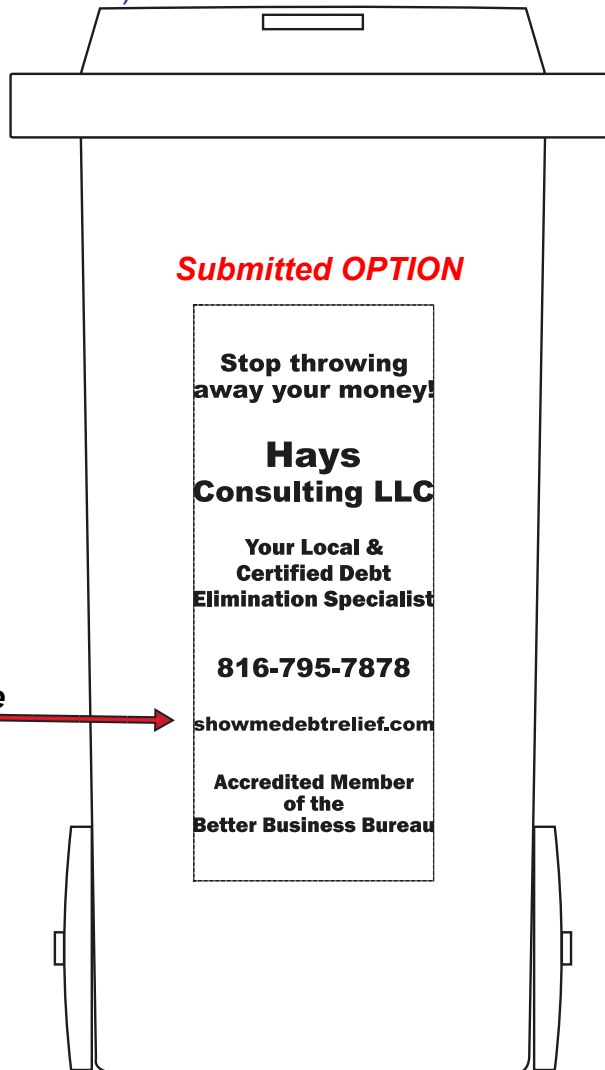 Submitted OPTION
Stop throwing
away your money!
Hays
Consulting LLC
Your Local &
Certified Debt
Elimination Specialist
816-795-7878
showmedebtrelief.com
Accredited Member
of the
Better Business Bureau